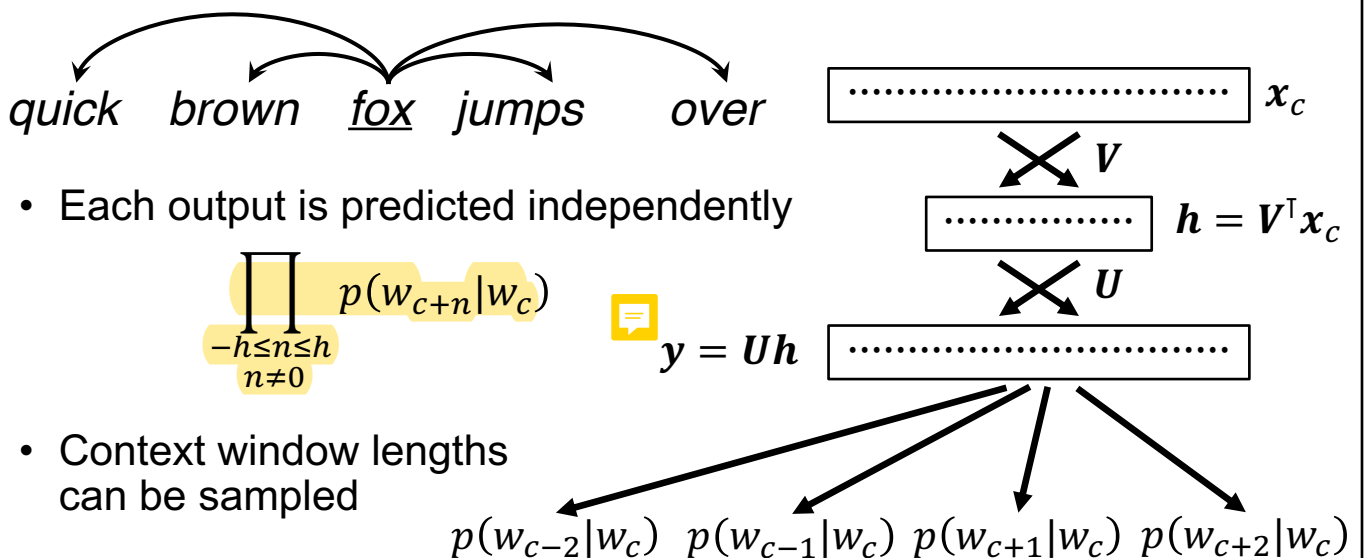 quick brown fox jumps over
• Each output is predicted independently
∏ p(w_{c+n}|w_c)
−h≤n≤h
n≠0
• Context window lengths
can be sampled
x_c
V
h = V^⊺x_c
U
y = Uh
p(w_{c−2}|w_c) p(w_{c−1}|w_c) p(w_{c+1}|w_c) p(w_{c+2}|w_c)